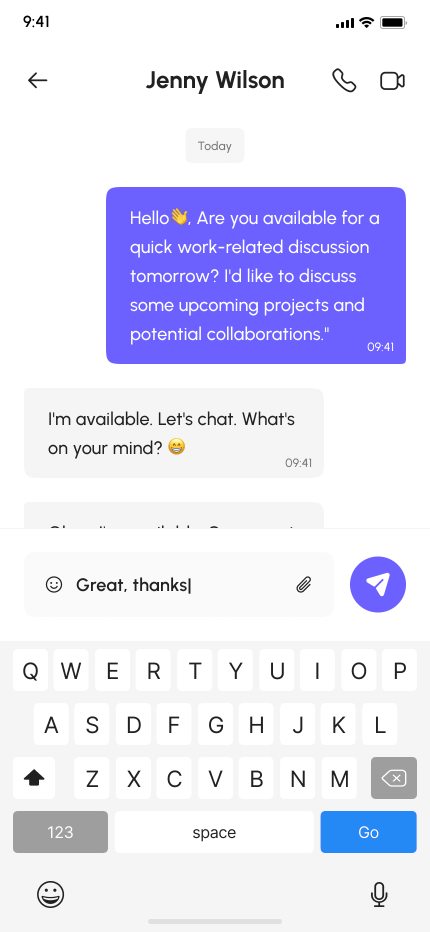 9:41
Jenny Wilson
Today
Hello👋, Are you available for a
quick work-related discussion
tomorrow? I'd like to discuss
some upcoming projects and
potential collaborations."
09:41
I'm available. Let's chat. What's
on your mind? 😁
09:41
Great, thanks
Q W E R T Y U I O P
A S D F G H J K L
Z X C V B N M
123 space Go